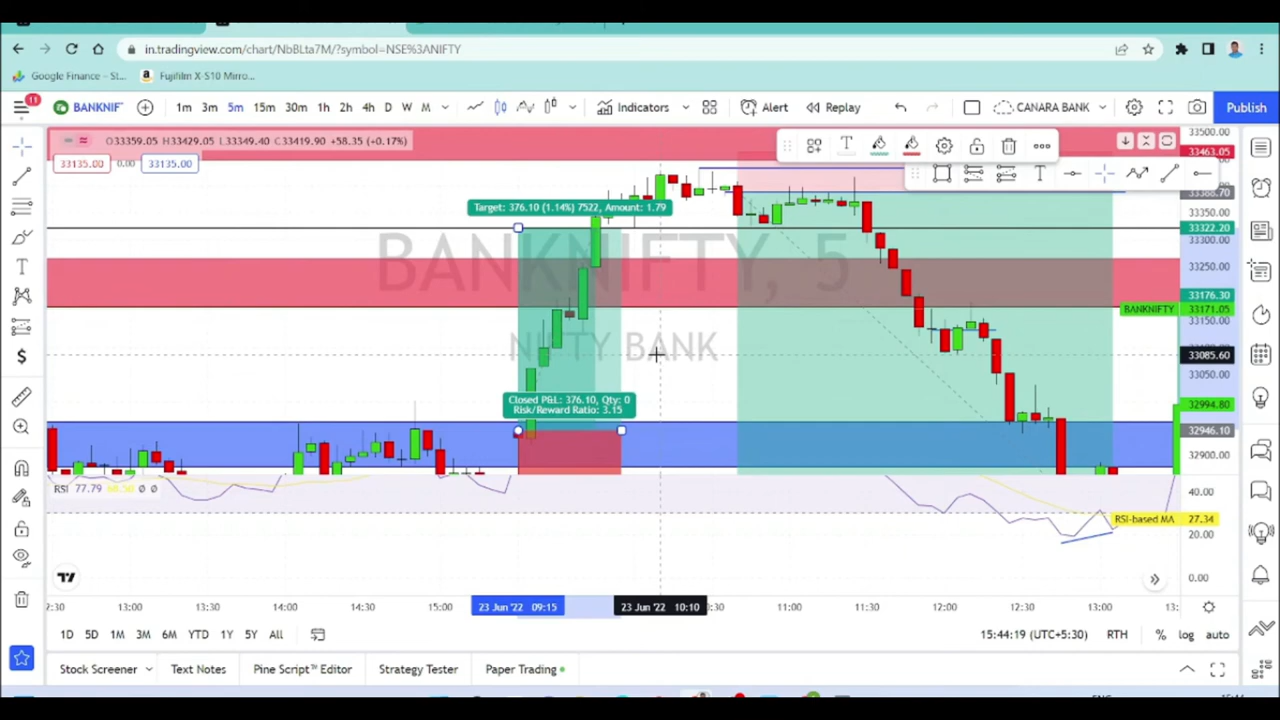 in.tradingview.com/chart/NbBLta7M/?symbol=NSE%3ANIFTY
Google Finance - St... Fujifilm X-S10 Mirro...
11 BANKNIF 1m 3m 5m 15m 30m 1h 2h 4h D W M Indicators Alert Replay CANARA BANK Publish
O33359.05 H33429.05 L33349.40 C33419.90 +58.35 (+0.17%)
33135.00 0.00 33135.00
33500.00
33463.05
Target: 376.10 (1.14%) 7522, Amount: 1.79
33350.00
33322.20
33300.00
BANKNIFTY, 5
33250.00
33176.30
BANKNIFTY 33171.05
33150.00
NIFTY BANK
33085.60
33050.00
Closed P&L: 376.10, Qty: 0
Risk/Reward Ratio: 3.15
32994.80
32946.10
32900.00
RSI 77.79 Ø Ø
40.00
RSI-based MA 27.34
20.00
0.00
2:30 13:00 13:30 14:00 14:30 15:00 23 Jun '22 09:15 23 Jun '22 10:10 :30 11:00 11:30 12:00 12:30 13:00 13:
1D 5D 1M 3M 6M YTD 1Y 5Y All 15:44:19 (UTC+5:30) RTH % log auto
Stock Screener Text Notes Pine Script™ Editor Strategy Tester Paper Trading